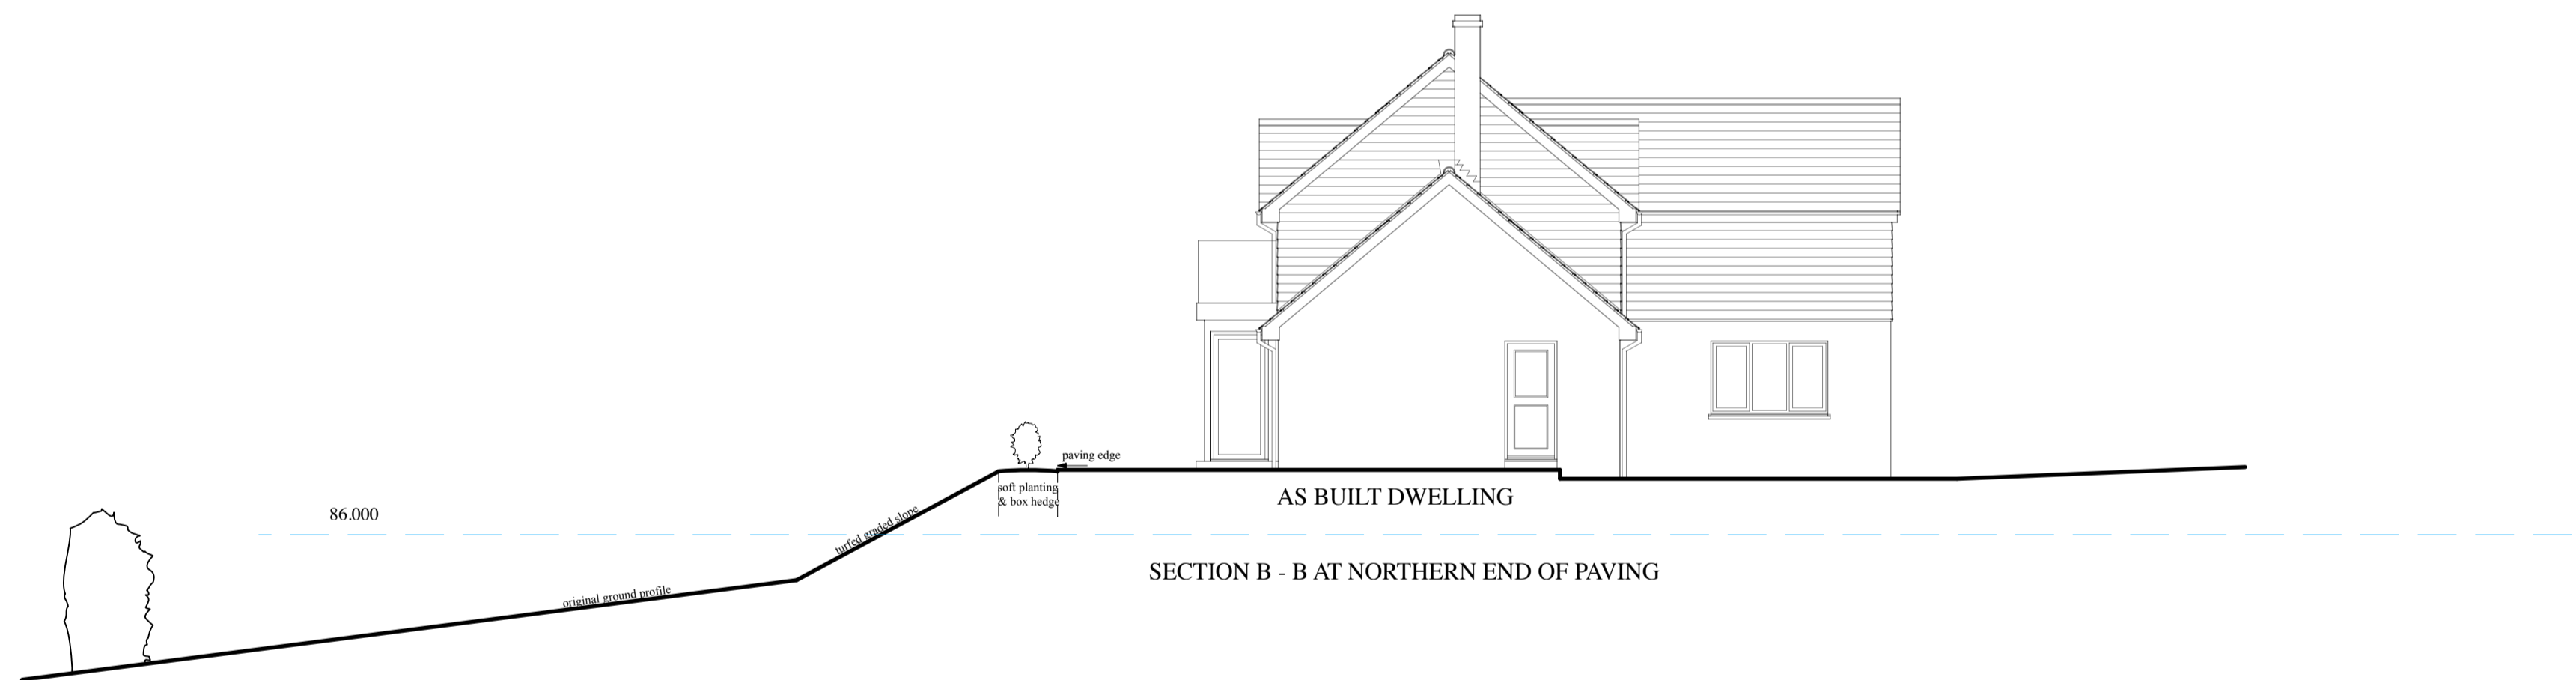 paving edge
soft planting
& box hedge
AS BUILT DWELLING
86.000
turfed graded slope
SECTION B - B AT NORTHERN END OF PAVING
original ground profile